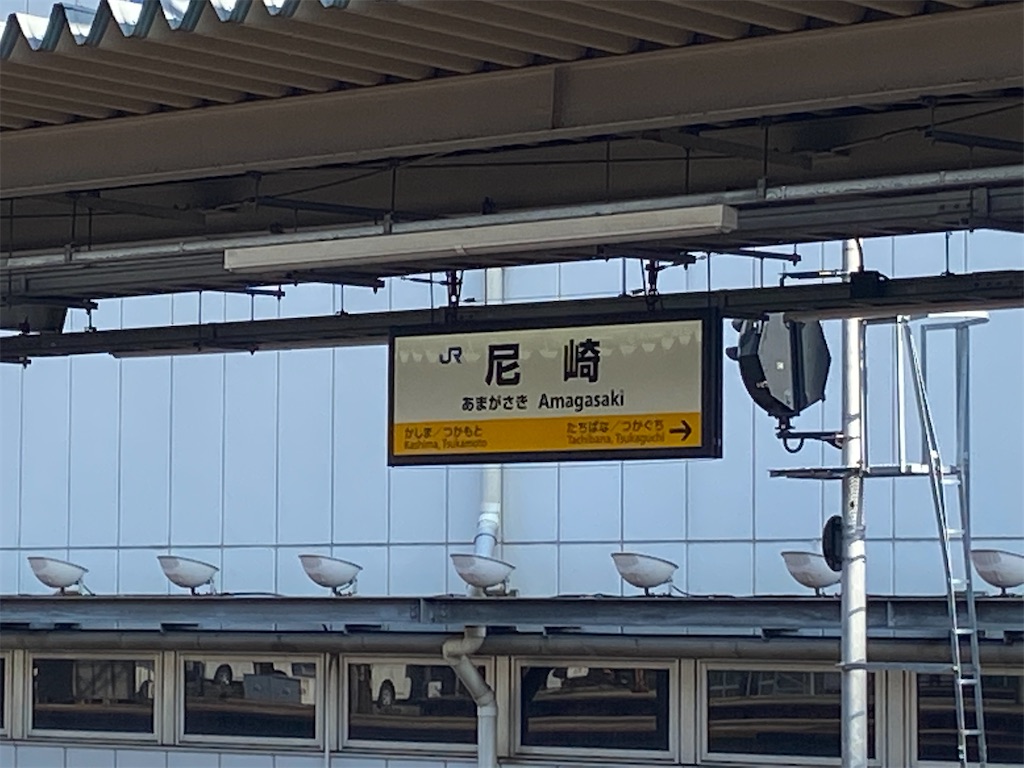 JR 尼崎
あまがさき Amagasaki
かしま／つかもと たちばな／つかぐち →
Kashima, Tsukamoto Tachibana, Tsukaguchi